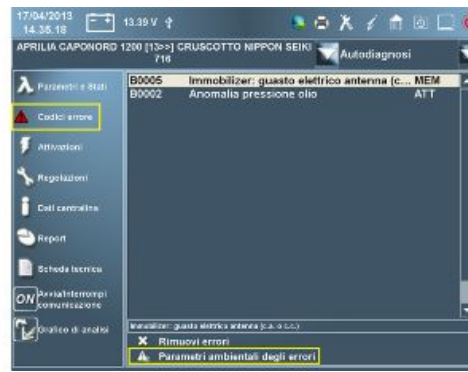 17/04/2013
14.35.18
13.39 V
APRILIA CAPONORD 1200 [13>>] CRUSCOTTO NIPPON SEIKI
716
Autodiagnosi
Parametri e Stati
Codici errore
Attivazioni
Regolazioni
Dati centralina
Report
Scheda tecnica
ON
Avvia/Interrompi
comunicazione
Grafico di analisi
B0005 Immobilizer: guasto elettrico antenna (c... MEM
B0002 Anomalia pressione olio ATT
Immobilizer: guasto elettrico antenna (c.a. o c.c.)
Rimuovi errori
Parametri ambientali degli errori